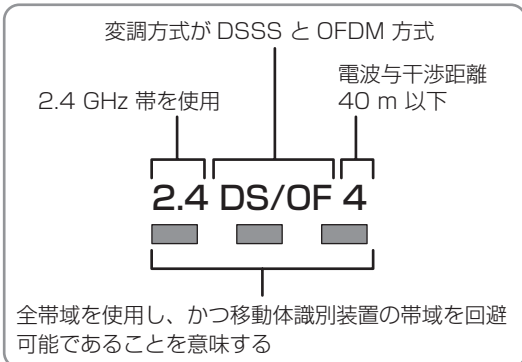 変調方式が DSSS と OFDM 方式
電波与干渉距離
2.4 GHz 帯を使用
40 m 以下
2.4 DS/OF 4
全帯域を使用し、かつ移動体識別装置の帯域を回避
可能であることを意味する